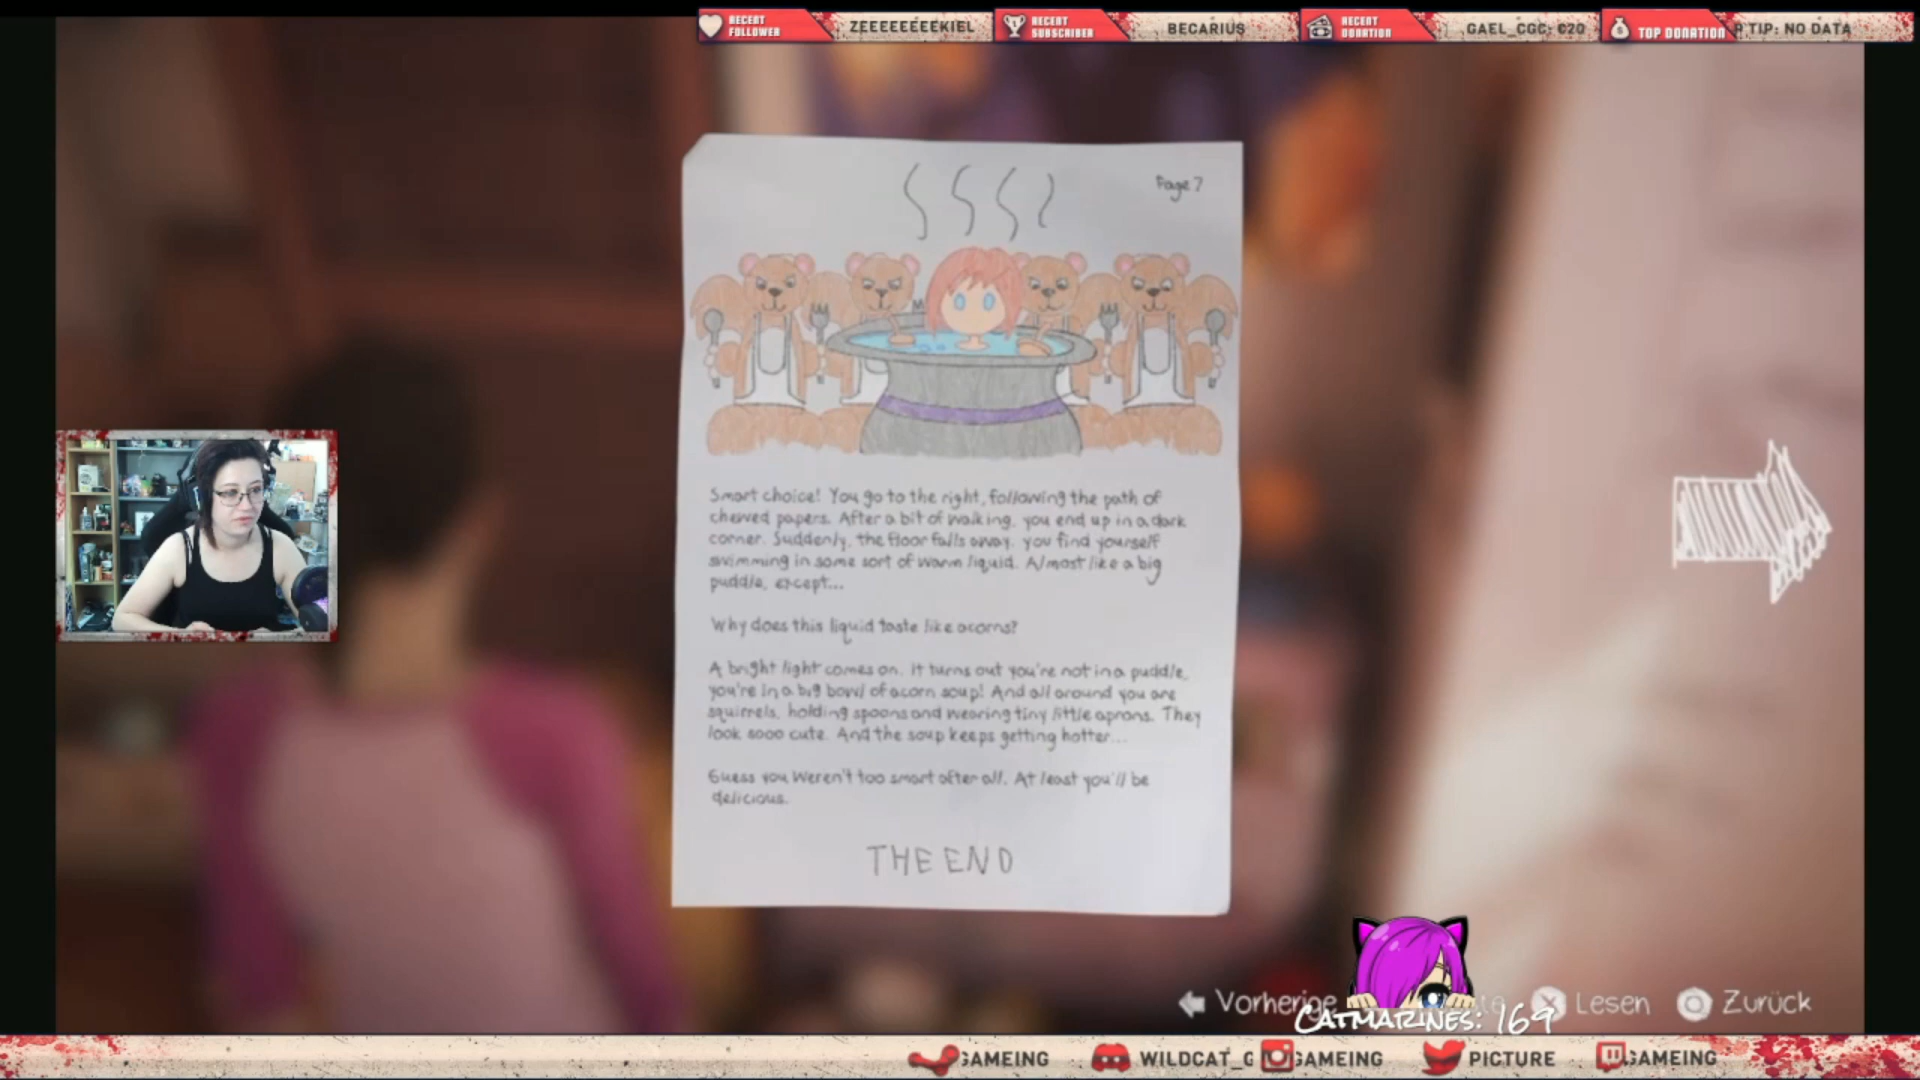 RECENT FOLLOWER ZEEEEEEEEKIEL RECENT SUBSCRIBER BECARIUS RECENT DONATION GAEL_CGC: €20 TOP DONATION TIP: NO DATA
Page 7
Smart choice! You go to the right, following the path of
chewed papers. After a bit of walking, you end up in a dark
corner. Suddenly, the floor falls away. you find yourself
swimming in some sort of warm liquid. Almost like a big
puddle, except...
Why does this liquid taste like acorns?
A bright light comes on. It turns out you're not in a puddle,
you're in a big bowl of acorn soup! And all around you are
squirrels, holding spoons and wearing tiny little aprons. They
look sooo cute. And the soup keeps getting hotter...
Guess you Weren't too smart after all. At least you'll be
delicious.
THE END
Vorherige Lesen Zurück
CATMARINES: 169
GAMEING WILDCAT_G GAMEING PICTURE GAMEING